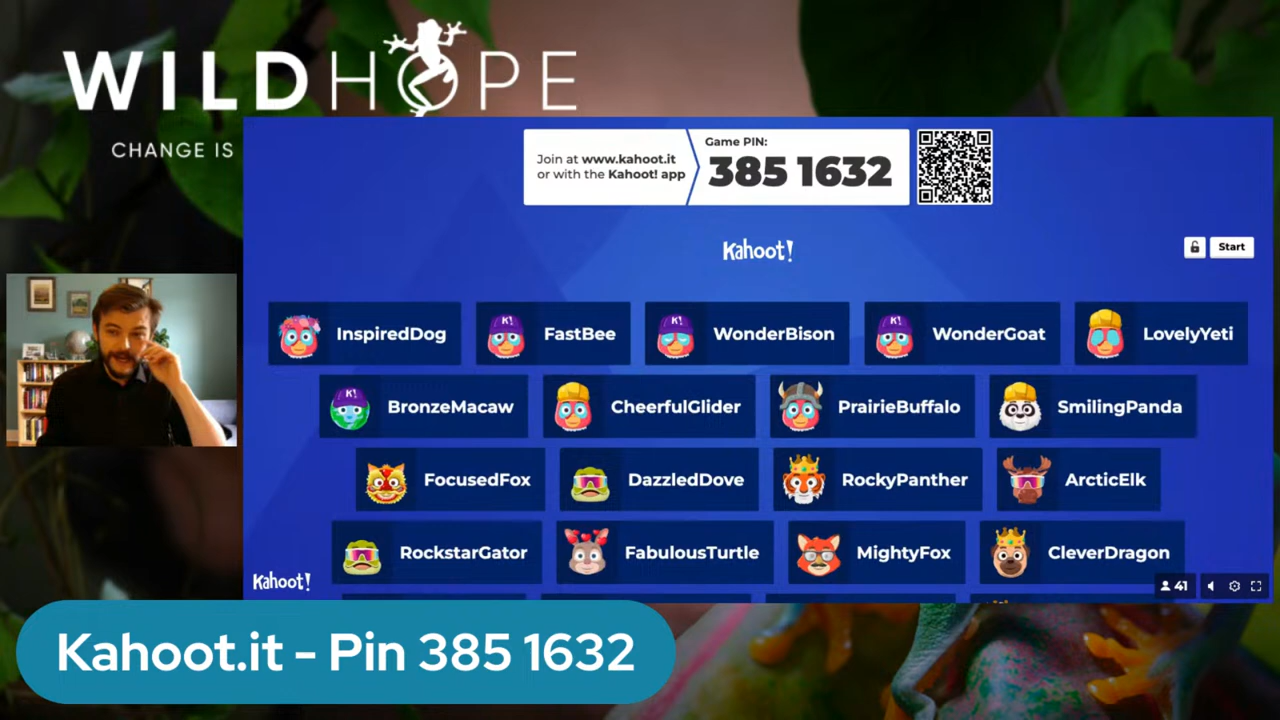 WILDHOPE
CHANGE IS
Join at www.kahoot.it
or with the Kahoot! app
Game PIN:
385 1632
Kahoot!
Start
InspiredDog
K!
FastBee
K!
WonderBison
K!
WonderGoat
LovelyYeti
K!
BronzeMacaw
CheerfulGlider
PrairieBuffalo
SmilingPanda
FocusedFox
DazzledDove
RockyPanther
ArcticElk
RockstarGator
FabulousTurtle
MightyFox
CleverDragon
Kahoot!
41
Kahoot.it - Pin 385 1632